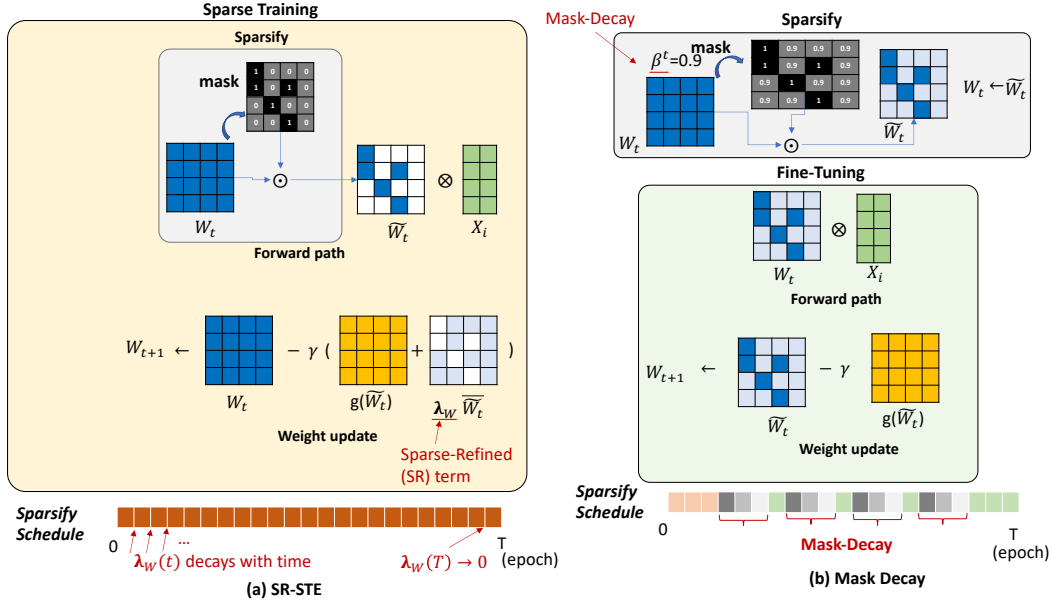 Sparse Training
Sparsify
mask
1 0 0 0
1 0 1 0
0 1 0 0
0 0 1 0
W_t
⊙
W̃_t
⊗
X_i
Forward path
W_{t+1} ← W_t − γ ( g(W̃_t) + λ_W \overline{W̃_t} )
Weight update
Sparse-Refined
(SR) term
Sparsify
Schedule
0
...
T
(epoch)
λ_W(t) decays with time
λ_W(T) → 0
(a) SR-STE
Mask-Decay
Sparsify
β^t=0.9
mask
1 0.9 0.9 0.9
1 0.9 1 0.9
0.9 1 0.9 0.9
0.9 0.9 1 0.9
W_t
⊙
W̃_t
W_t ← W̃_t
Fine-Tuning
W_t
⊗
X_i
Forward path
W_{t+1} ← W̃_t − γ g(W̃_t)
Weight update
Sparsify
Schedule
0
T
(epoch)
Mask-Decay
(b) Mask Decay